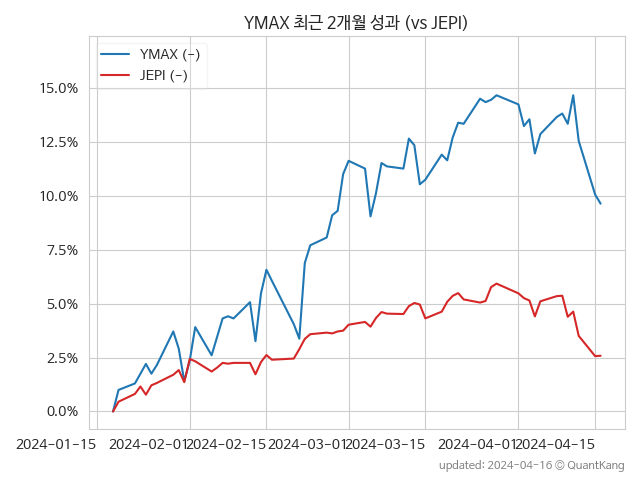 YMAX 최근 2개월 성과 (vs JEPI)
YMAX (-)
JEPI (-)
15.0%
12.5%
10.0%
7.5%
5.0%
2.5%
0.0%
2024-01-15 2024-02-01 2024-02-15 2024-03-01 2024-03-15 2024-04-01 2024-04-15
updated: 2024-04-16 © QuantKang